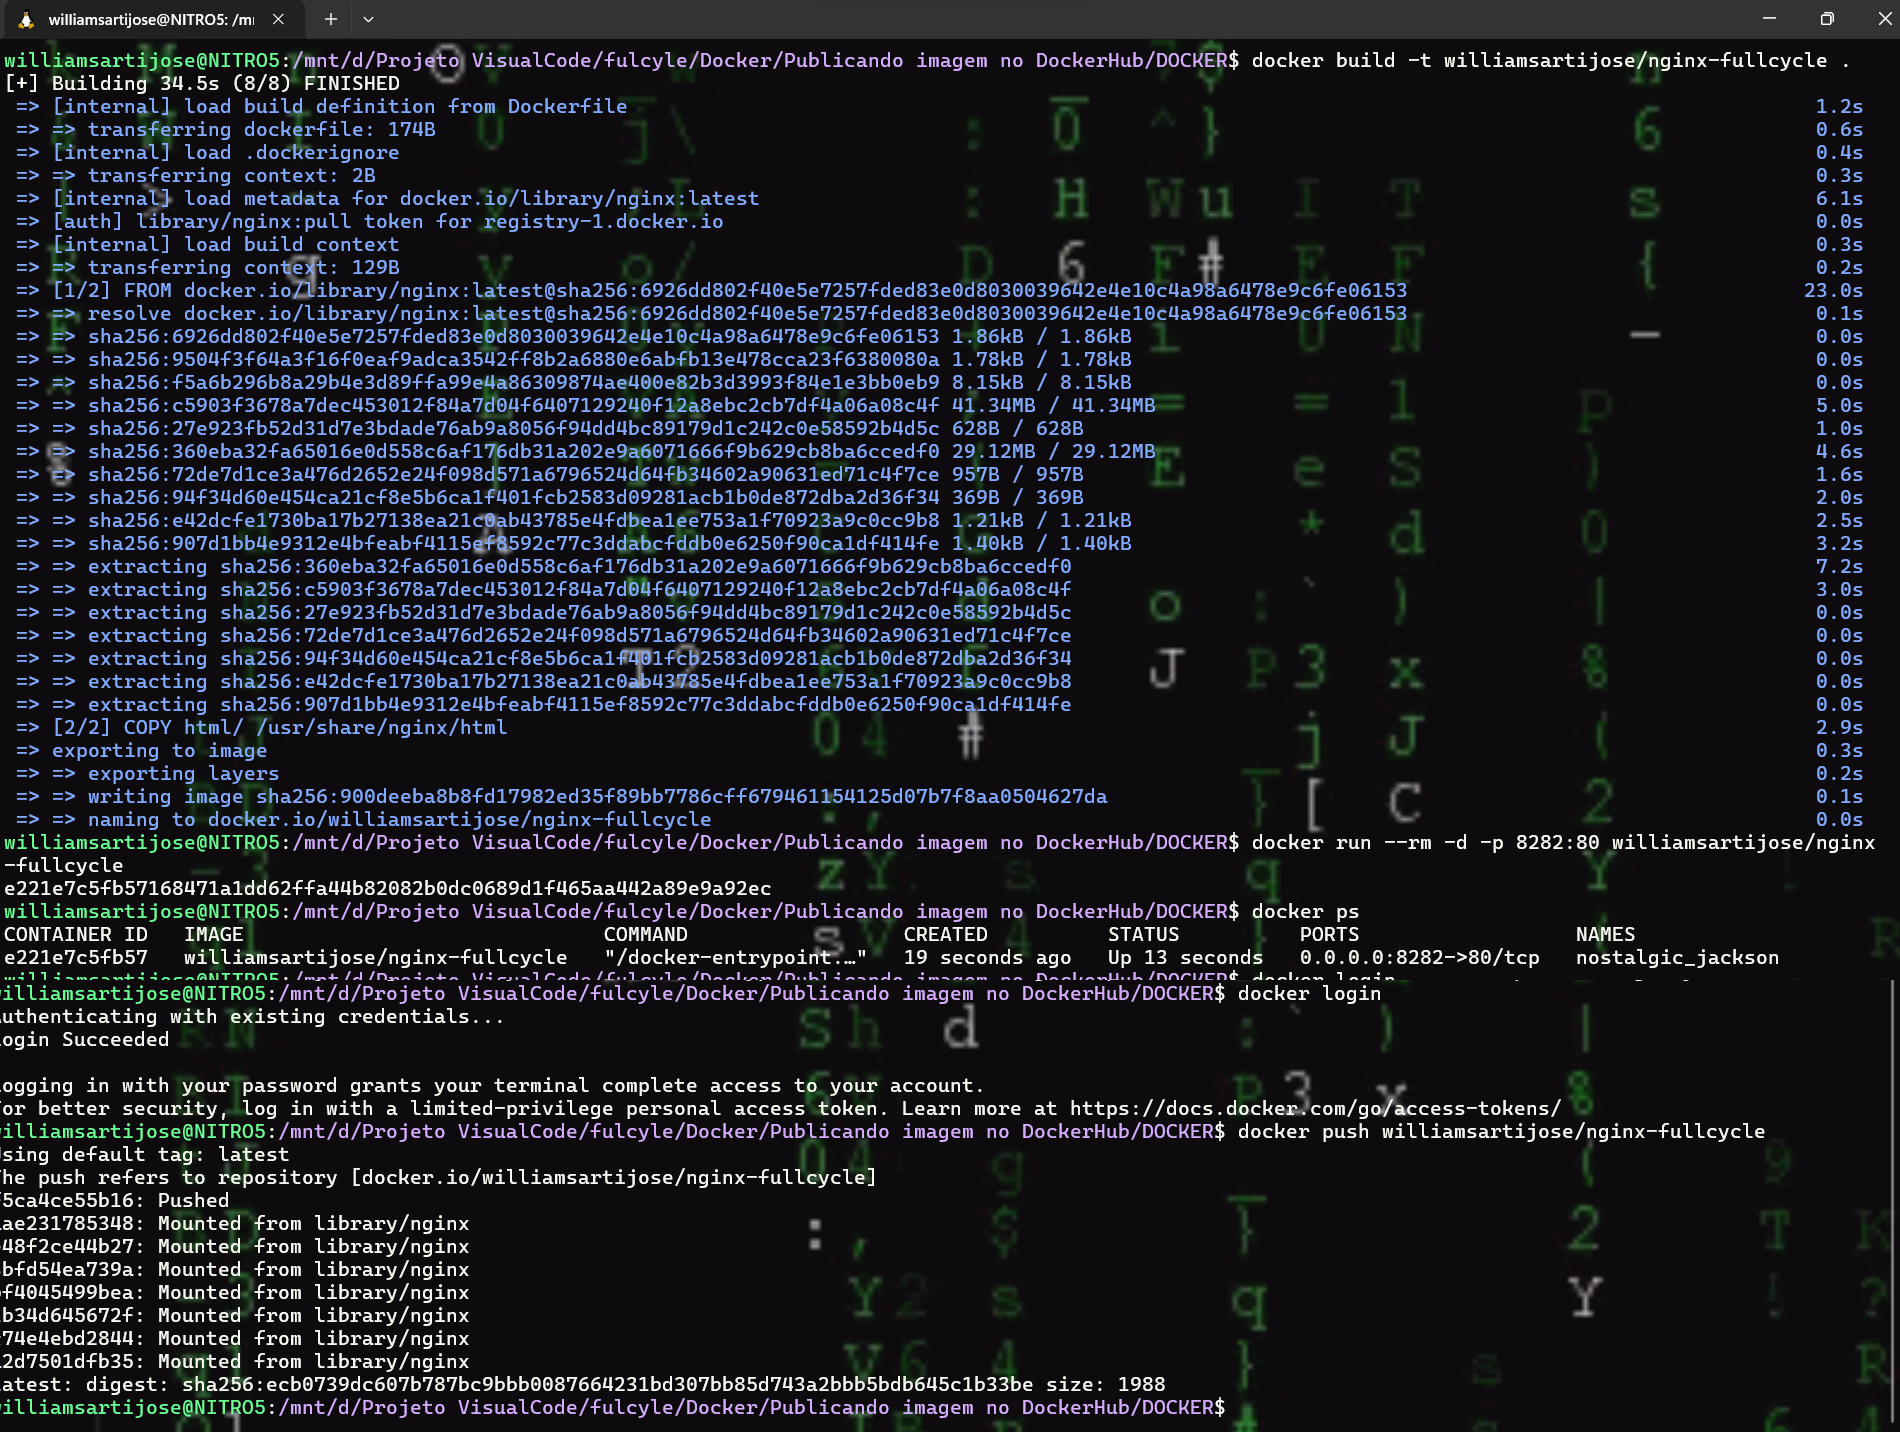 williamsartijose@NITRO5: /m
williamsartijose@NITRO5:/mnt/d/Projeto VisualCode/fulcyle/Docker/Publicando imagem no DockerHub/DOCKER$ docker build -t williamsartijose/nginx-fullcycle .
[+] Building 34.5s (8/8) FINISHED
=> [internal] load build definition from Dockerfile 1.2s
=> => transferring dockerfile: 174B 0.6s
=> [internal] load .dockerignore 0.4s
=> => transferring context: 2B 0.3s
=> [internal] load metadata for docker.io/library/nginx:latest 6.1s
=> [auth] library/nginx:pull token for registry-1.docker.io 0.0s
=> [internal] load build context 0.3s
=> => transferring context: 129B 0.2s
=> [1/2] FROM docker.io/library/nginx:latest@sha256:6926dd802f40e5e7257fded83e0d8030039642e4e10c4a98a6478e9c6fe06153 23.0s
=> => resolve docker.io/library/nginx:latest@sha256:6926dd802f40e5e7257fded83e0d8030039642e4e10c4a98a6478e9c6fe06153 0.1s
=> => sha256:6926dd802f40e5e7257fded83e0d8030039642e4e10c4a98a6478e9c6fe06153 1.86kB / 1.86kB 0.0s
=> => sha256:9504f3f64a3f16f0eaf9adca3542ff8b2a6880e6abfb13e478cca23f6380080a 1.78kB / 1.78kB 0.0s
=> => sha256:f5a6b296b8a29b4e3d89ffa99e4a86309874ae400e82b3d3993f84e1e3bb0eb9 8.15kB / 8.15kB 0.0s
=> => sha256:c5903f3678a7dec453012f84a7d04f6407129240f12a8ebc2cb7df4a06a08c4f 41.34MB / 41.34MB 5.0s
=> => sha256:27e923fb52d31d7e3bdade76ab9a8056f94dd4bc89179d1c242c0e58592b4d5c 628B / 628B 1.0s
=> => sha256:360eba32fa65016e0d558c6af176db31a202e9a6071666f9b629cb8ba6ccedf0 29.12MB / 29.12MB 4.6s
=> => sha256:72de7d1ce3a476d2652e24f098d571a6796524d64fb34602a90631ed71c4f7ce 957B / 957B 1.6s
=> => sha256:94f34d60e454ca21cf8e5b6ca1f401fcb2583d09281acb1b0de872dba2d36f34 369B / 369B 2.0s
=> => sha256:e42dcfe1730ba17b27138ea21c0ab43785e4fdbea1ee753a1f70923a9c0cc9b8 1.21kB / 1.21kB 2.5s
=> => sha256:907d1bb4e9312e4bfeabf4115ef8592c77c3ddabcfddb0e6250f90ca1df414fe 1.40kB / 1.40kB 3.2s
=> => extracting sha256:360eba32fa65016e0d558c6af176db31a202e9a6071666f9b629cb8ba6ccedf0 7.2s
=> => extracting sha256:c5903f3678a7dec453012f84a7d04f6407129240f12a8ebc2cb7df4a06a08c4f 3.0s
=> => extracting sha256:27e923fb52d31d7e3bdade76ab9a8056f94dd4bc89179d1c242c0e58592b4d5c 0.0s
=> => extracting sha256:72de7d1ce3a476d2652e24f098d571a6796524d64fb34602a90631ed71c4f7ce 0.0s
=> => extracting sha256:94f34d60e454ca21cf8e5b6ca1f401fcb2583d09281acb1b0de872dba2d36f34 0.0s
=> => extracting sha256:e42dcfe1730ba17b27138ea21c0ab43785e4fdbea1ee753a1f70923a9c0cc9b8 0.0s
=> => extracting sha256:907d1bb4e9312e4bfeabf4115ef8592c77c3ddabcfddb0e6250f90ca1df414fe 0.0s
=> [2/2] COPY html/ /usr/share/nginx/html 2.9s
=> exporting to image 0.3s
=> => exporting layers 0.2s
=> => writing image sha256:900deeba8b8fd17982ed35f89bb7786cff679461154125d07b7f8aa0504627da 0.1s
=> => naming to docker.io/williamsartijose/nginx-fullcycle 0.0s
williamsartijose@NITRO5:/mnt/d/Projeto VisualCode/fulcyle/Docker/Publicando imagem no DockerHub/DOCKER$ docker run --rm -d -p 8282:80 williamsartijose/nginx
-fullcycle
e221e7c5fb57168471a1dd62ffa44b82082b0dc0689d1f465aa442a89e9a92ec
williamsartijose@NITRO5:/mnt/d/Projeto VisualCode/fulcyle/Docker/Publicando imagem no DockerHub/DOCKER$ docker ps
CONTAINER ID IMAGE COMMAND CREATED STATUS PORTS NAMES
e221e7c5fb57 williamsartijose/nginx-fullcycle "/docker-entrypoint.…" 19 seconds ago Up 13 seconds 0.0.0.0:8282->80/tcp nostalgic_jackson
illiamsartijose@NITRO5:/mnt/d/Projeto VisualCode/fulcyle/Docker/Publicando imagem no DockerHub/DOCKER$ docker login
uthenticating with existing credentials...
ogin Succeeded
ogging in with your password grants your terminal complete access to your account.
or better security, log in with a limited-privilege personal access token. Learn more at https://docs.docker.com/go/access-tokens/
illiamsartijose@NITRO5:/mnt/d/Projeto VisualCode/fulcyle/Docker/Publicando imagem no DockerHub/DOCKER$ docker push williamsartijose/nginx-fullcycle
sing default tag: latest
he push refers to repository [docker.io/williamsartijose/nginx-fullcycle]
5ca4ce55b16: Pushed
ae231785348: Mounted from library/nginx
48f2ce44b27: Mounted from library/nginx
bfd54ea739a: Mounted from library/nginx
f4045499bea: Mounted from library/nginx
b34d645672f: Mounted from library/nginx
74e4ebd2844: Mounted from library/nginx
2d7501dfb35: Mounted from library/nginx
atest: digest: sha256:ecb0739dc607b787bc9bbb0087664231bd307bb85d743a2bbb5bdb645c1b33be size: 1988
illiamsartijose@NITRO5:/mnt/d/Projeto VisualCode/fulcyle/Docker/Publicando imagem no DockerHub/DOCKER$